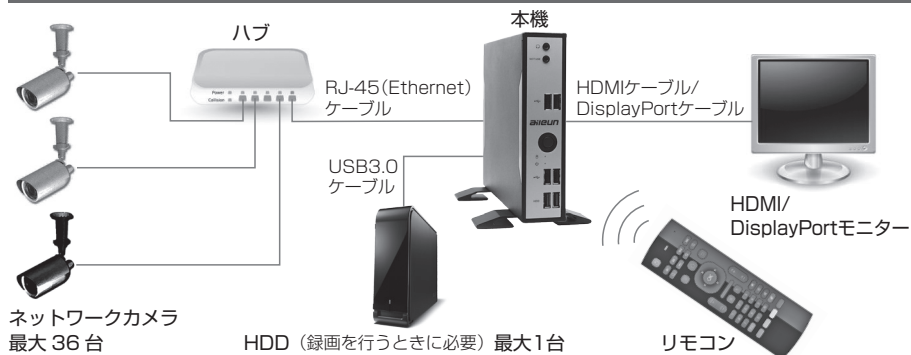 ハブ
本機
Power
Collision
RJ-45（Ethernet）
ケーブル
HDMIケーブル/
DisplayPortケーブル
USB3.0
ケーブル
HDMI/
DisplayPortモニター
ネットワークカメラ
最大 36 台
HDD（録画を行うときに必要）最大1台
リモコン